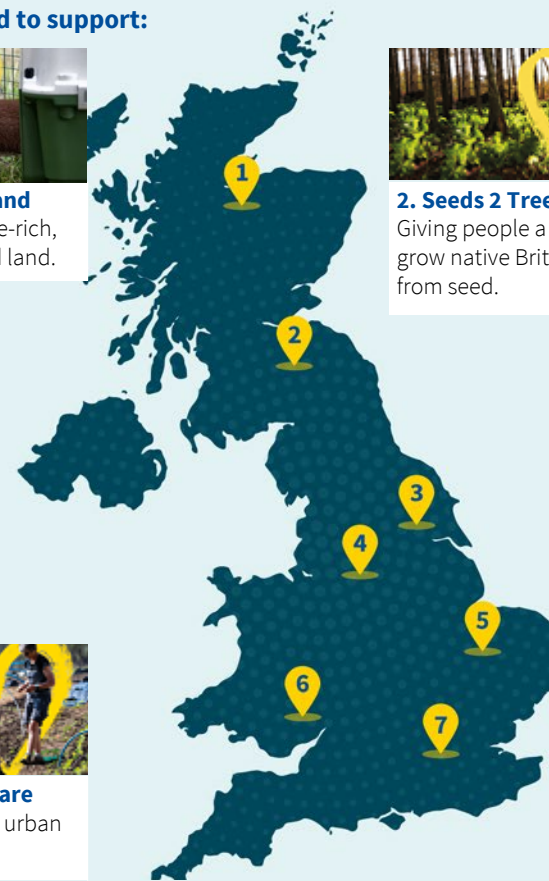 to support:
and
e-rich,
land.
2. Seeds 2 Tree
Giving people a
grow native Brit
from seed.
1
2
3
4
5
6
7
are
urban